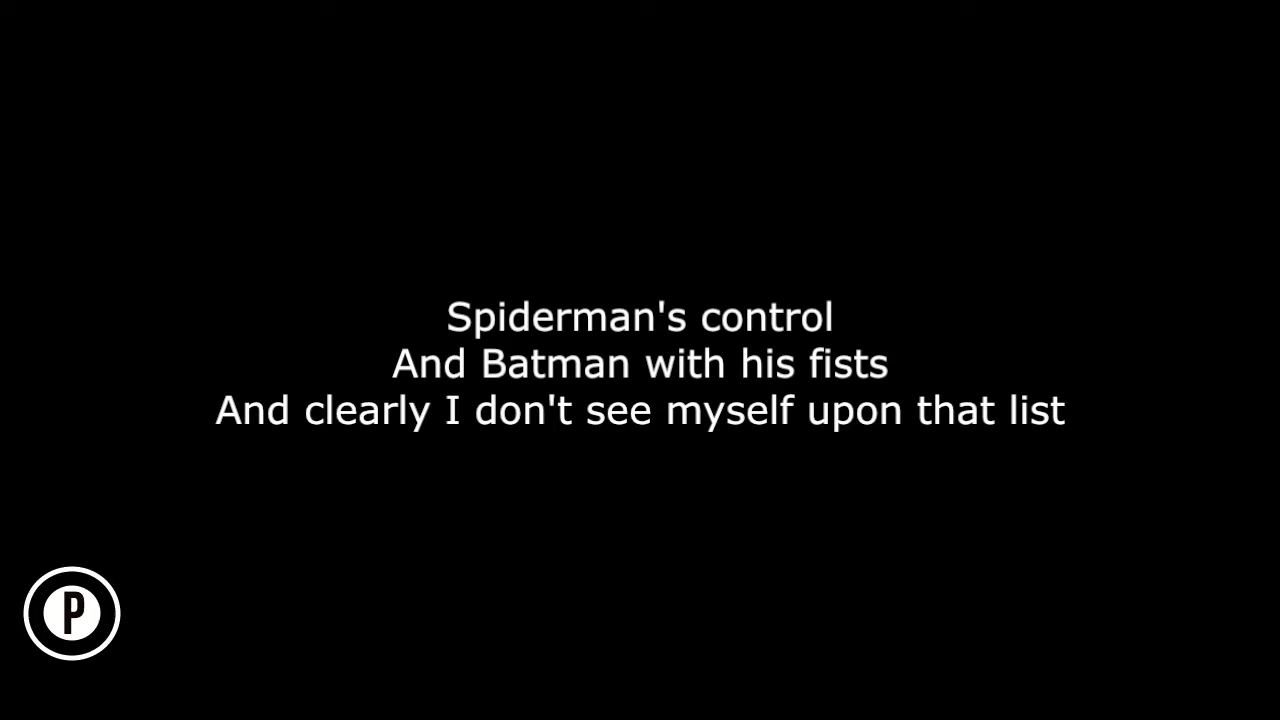 Spiderman's control
And Batman with his fists
And clearly I don't see myself upon that list
P